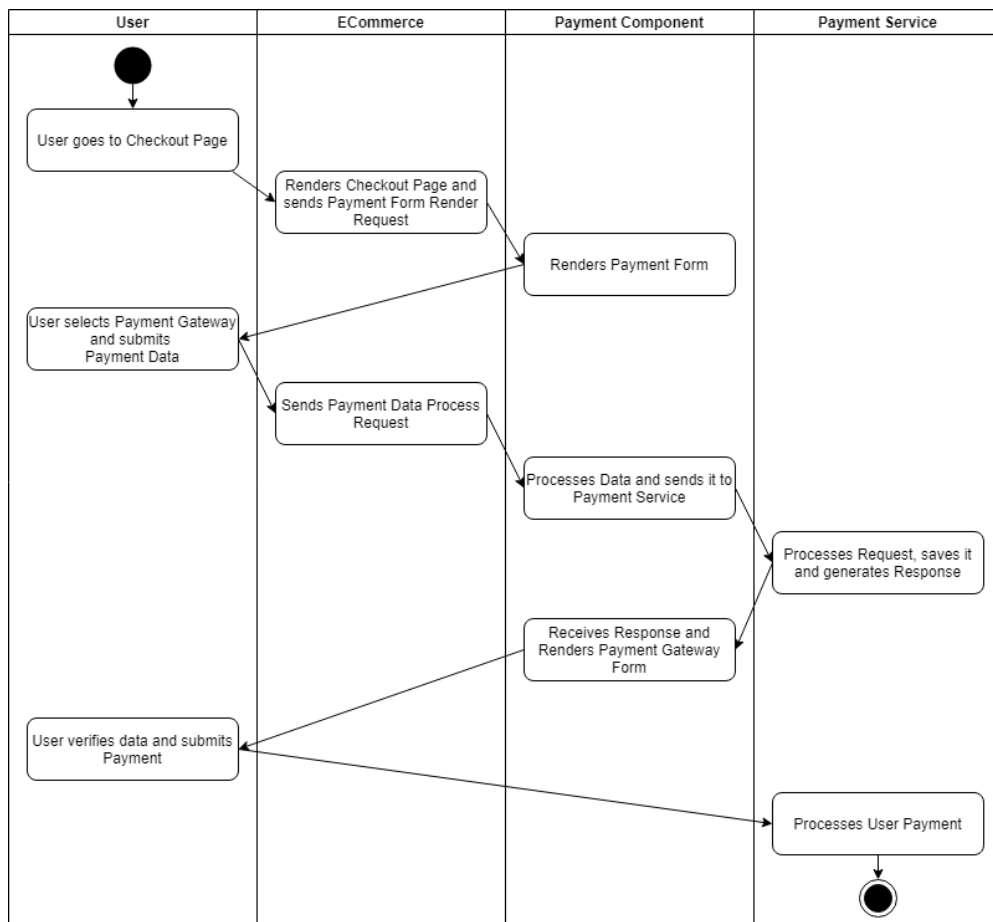 User
ECommerce
Payment Component
Payment Service
User goes to Checkout Page
Renders Checkout Page and
sends Payment Form Render
Request
Renders Payment Form
User selects Payment Gateway
and submits
Payment Data
Sends Payment Data Process
Request
Processes Data and sends it to
Payment Service
Processes Request, saves it
and generates Response
Receives Response and
Renders Payment Gateway
Form
User verifies data and submits
Payment
Processes User Payment